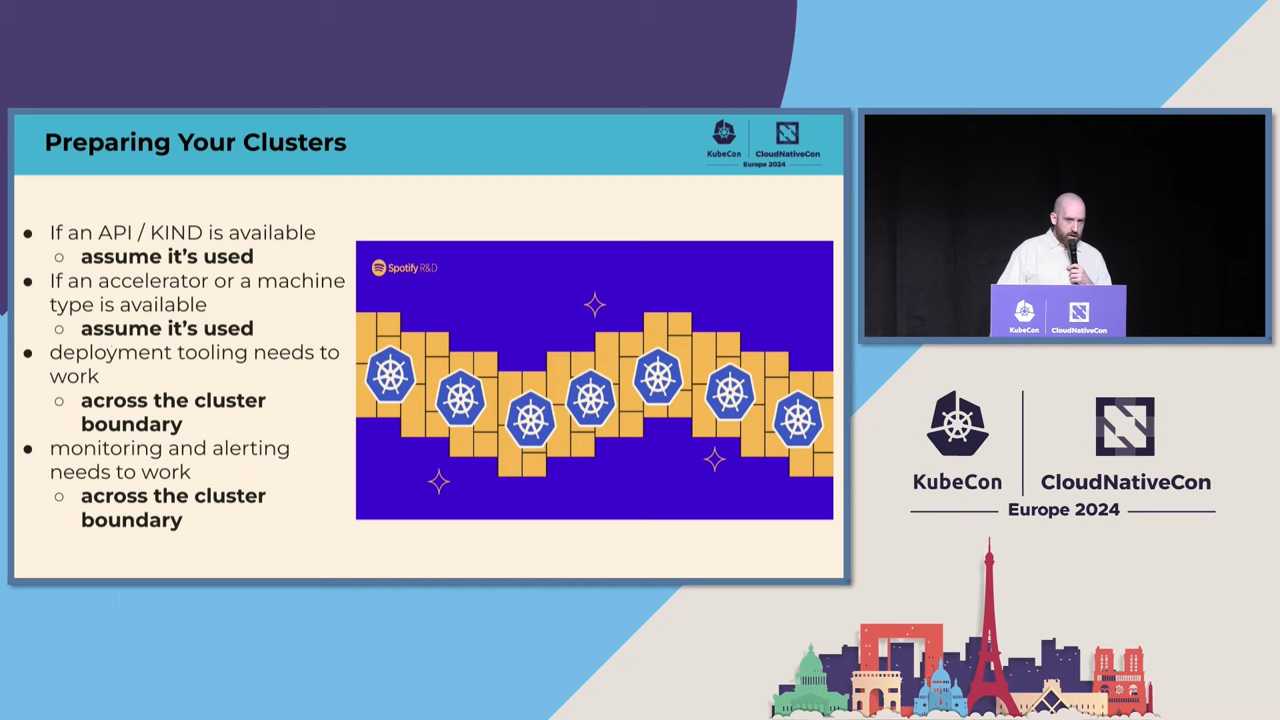 Preparing Your Clusters
KubeCon
CloudNativeCon
Europe 2024
If an API / KIND is available
assume it's used
If an accelerator or a machine
type is available
assume it's used
deployment tooling needs to
work
across the cluster
boundary
monitoring and alerting
needs to work
across the cluster
boundary
Spotify R&D
KubeCon
CloudNativeCon
KubeCon
CloudNativeCon
Europe 2024